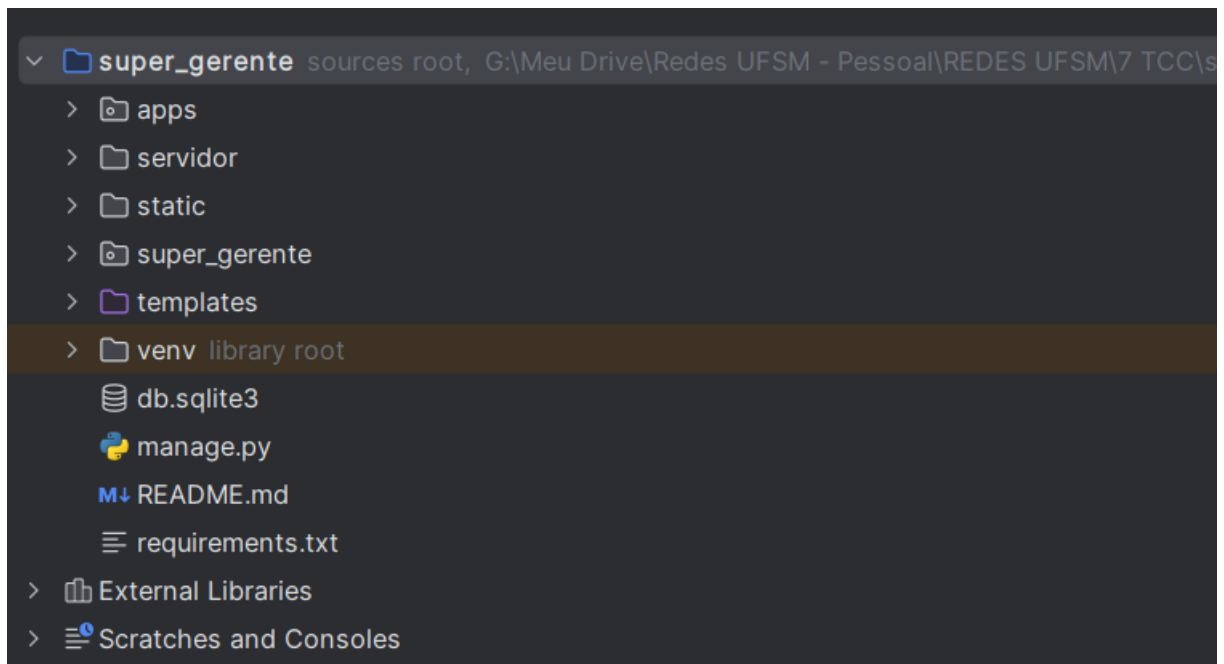 super_gerente sources root, G:\Meu Drive\Redes UFSM - Pessoal\REDES UFSM\7 TCC\s
apps
servidor
static
super_gerente
templates
venv library root
db.sqlite3
manage.py
M↓ README.md
requirements.txt
External Libraries
Scratches and Consoles